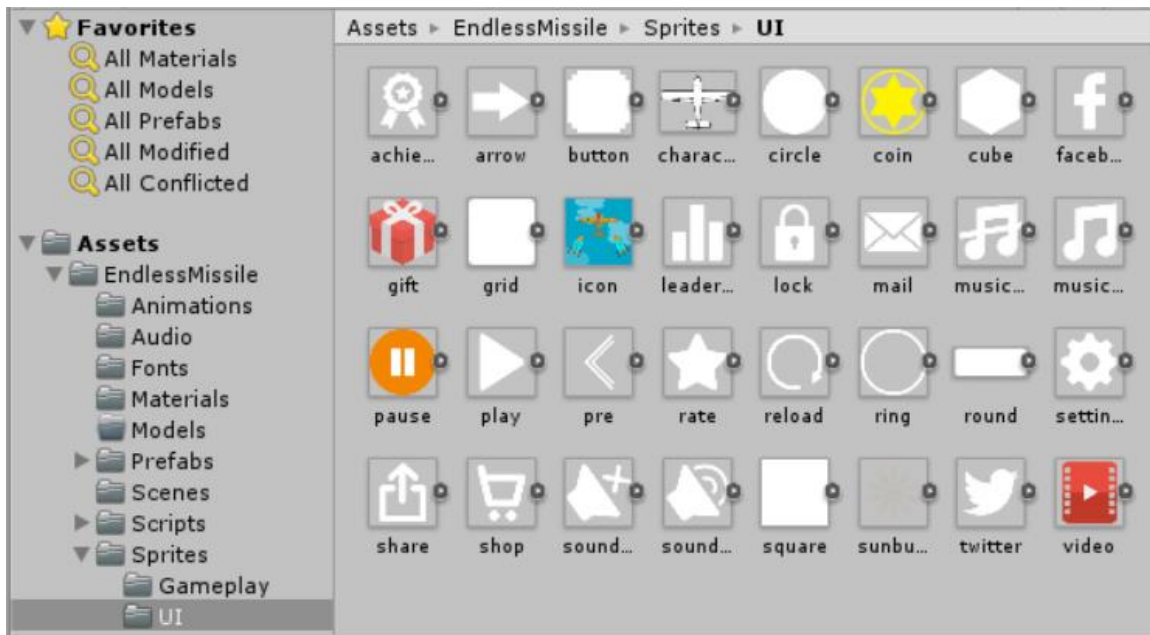 Favorites
All Materials
All Models
All Prefabs
All Modified
All Conflicted
Assets
EndlessMissile
Animations
Audio
Fonts
Materials
Models
Prefabs
Scenes
Scripts
Sprites
Gameplay
UI
Assets ▸ EndlessMissile ▸ Sprites ▸ UI
achie... arrow button charac... circle coin cube faceb...
gift grid icon leader... lock mail music... music...
pause play pre rate reload ring round settin...
share shop sound... sound... square sunbu... twitter video